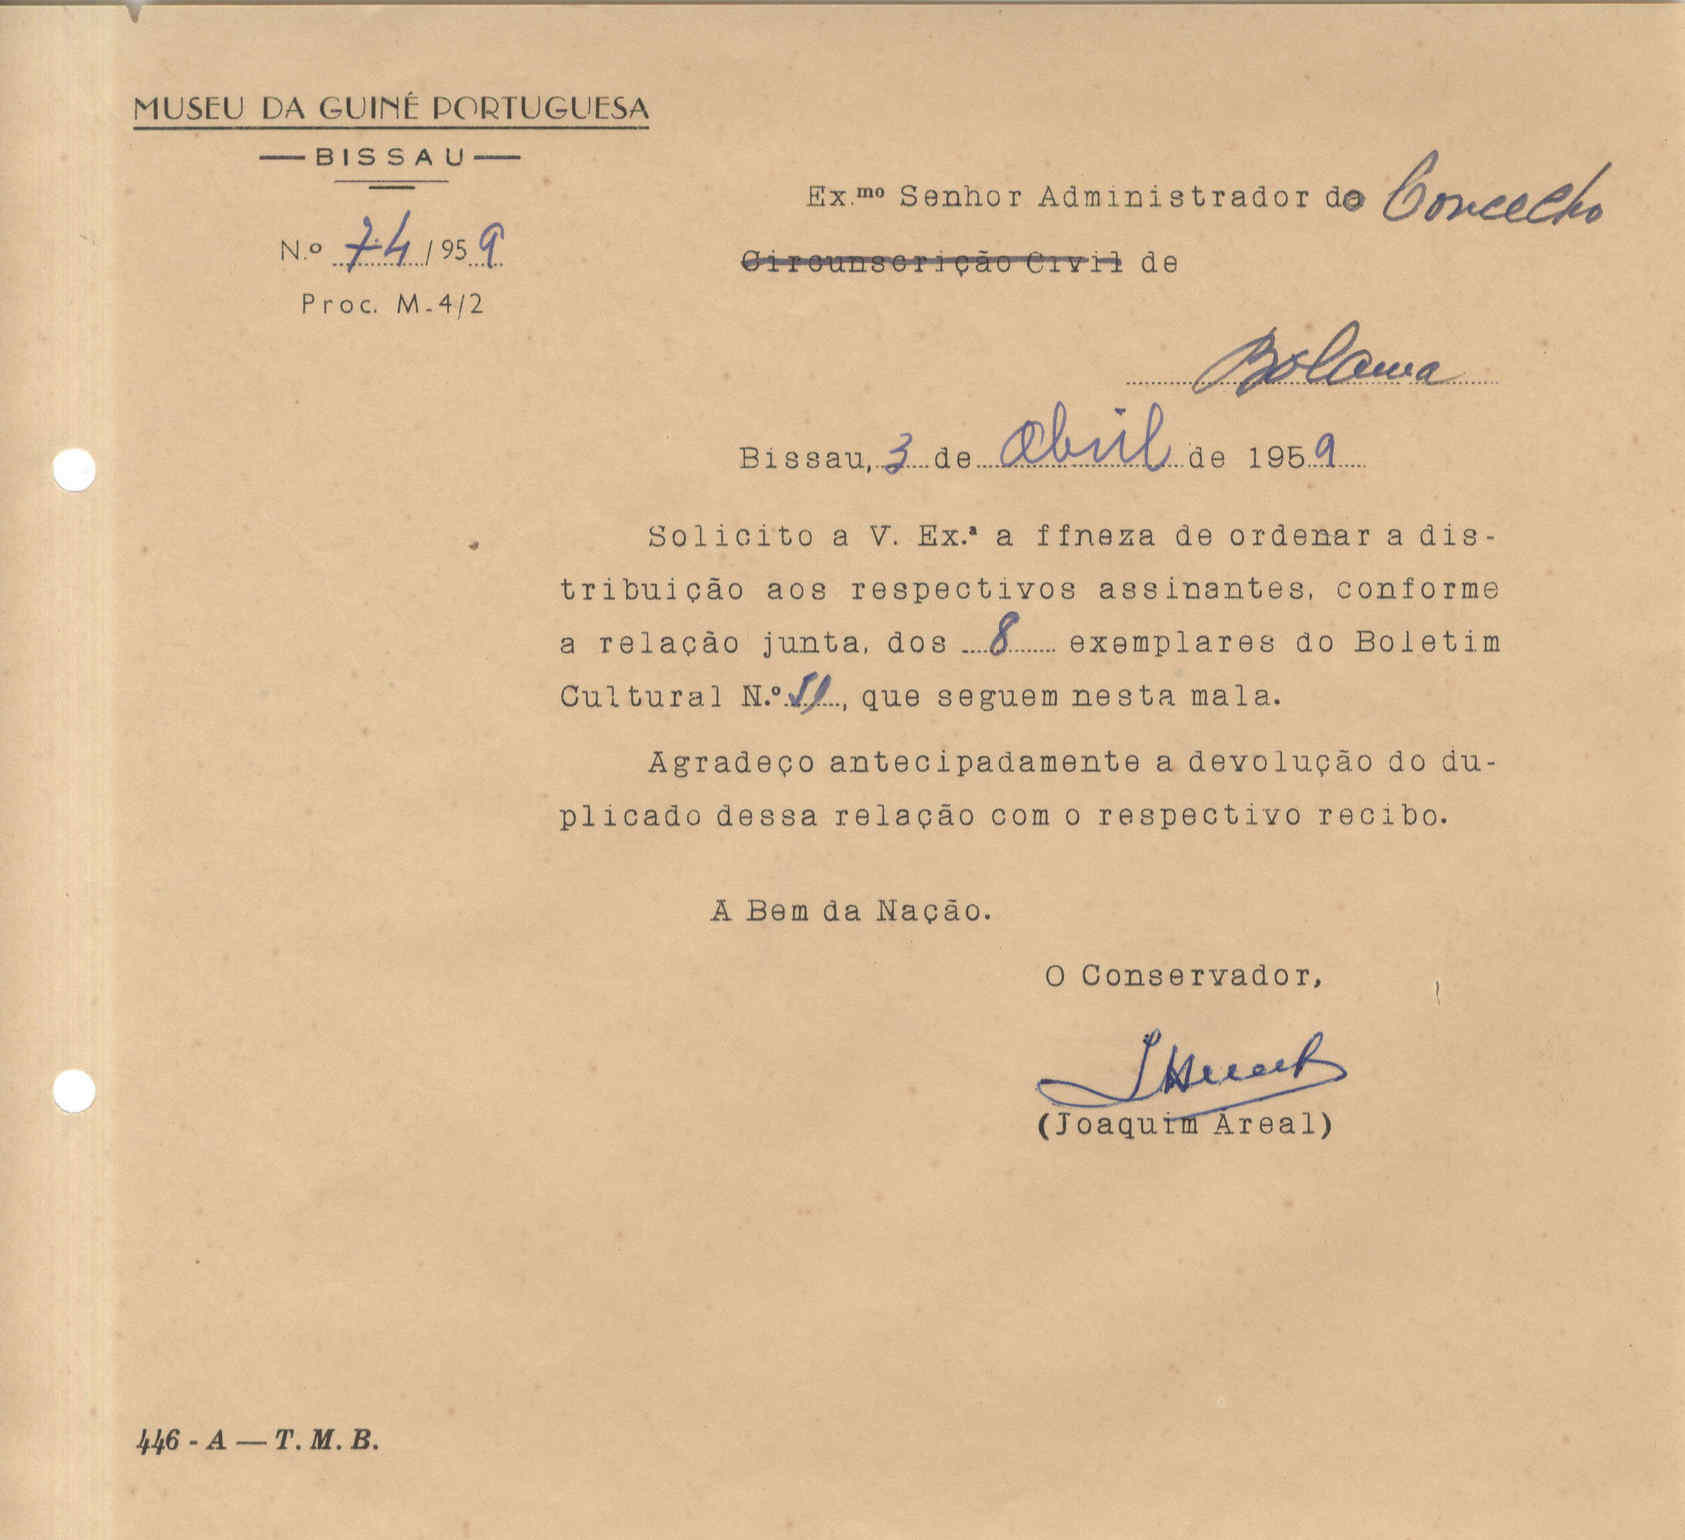 MUSEU DA GUINÉ PORTUGUESA
— BISSAU —
N.º 74 / 959
Proc. M-4/2
Ex.mo Senhor Administrador do Concelho
Circunscrição Civil de
Bolama
Bissau, 3 de Abril de 1959
Solicito a V. Ex.ª a ffneza de ordenar a dis-
tribuição aos respectivos assinantes, conforme
a relação junta, dos 8 exemplares do Boletim
Cultural N.º 51, que seguem nesta mala.
Agradeço antecipadamente a devolução do du-
plicado dessa relação com o respectivo recibo.
A Bem da Nação.
O Conservador,
(Joaquim Areal)
446 - A — T. M. B.